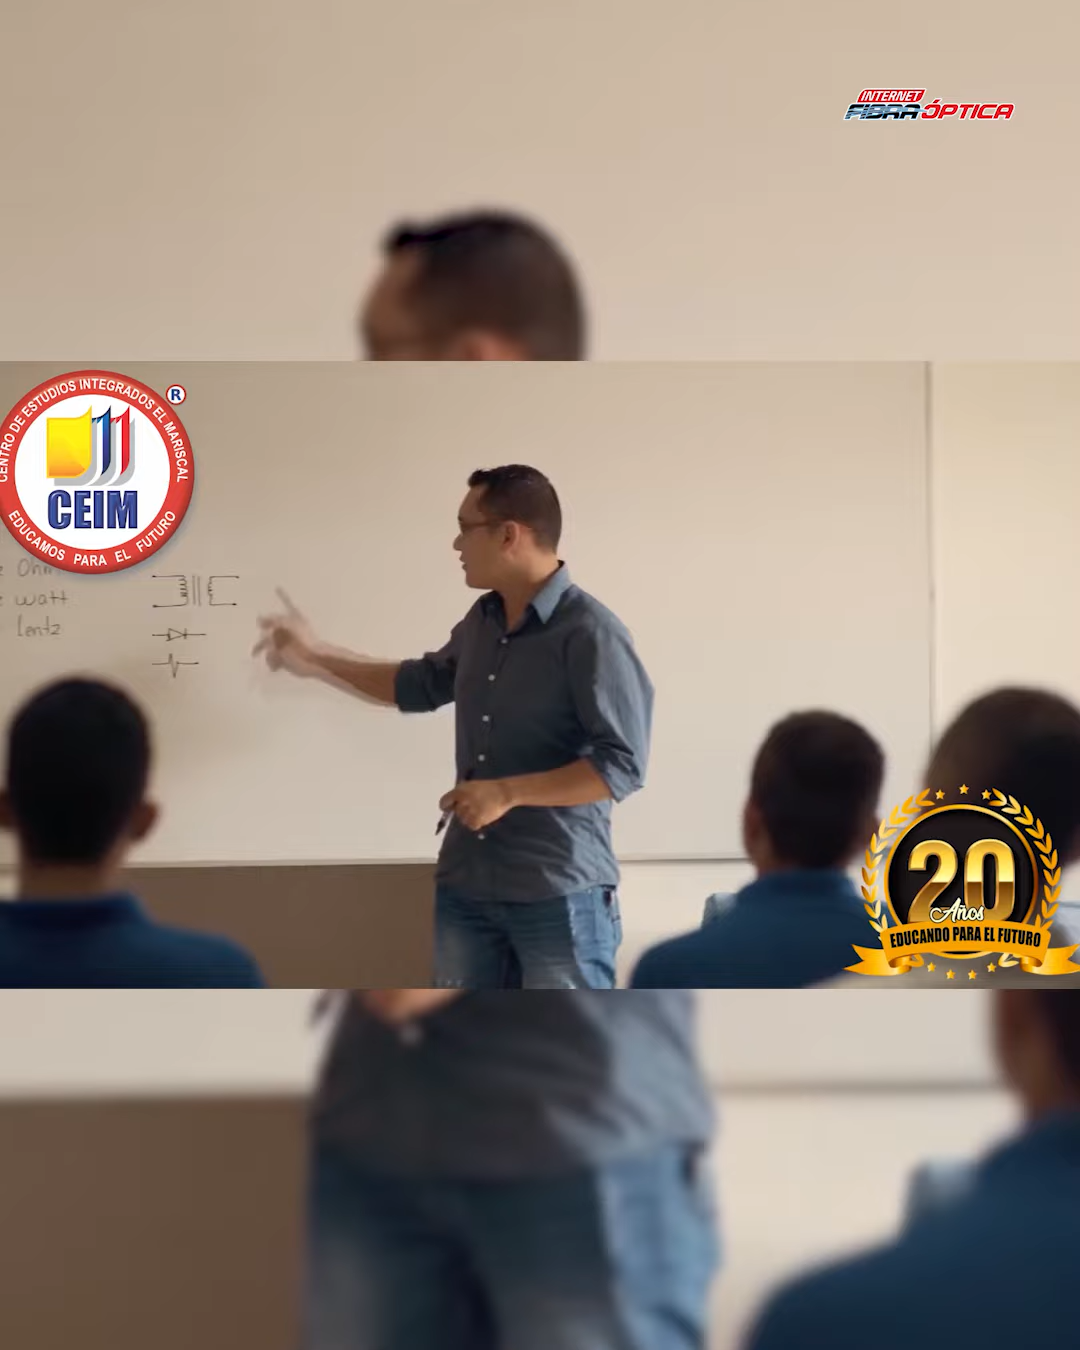 INTERNET
FIBRA ÓPTICA
CENTRO DE ESTUDIOS INTEGRADOS EL MARISCAL
®
CEIM
EDUCAMOS PARA EL FUTURO
watt
lentz
20
Años
EDUCANDO PARA EL FUTURO